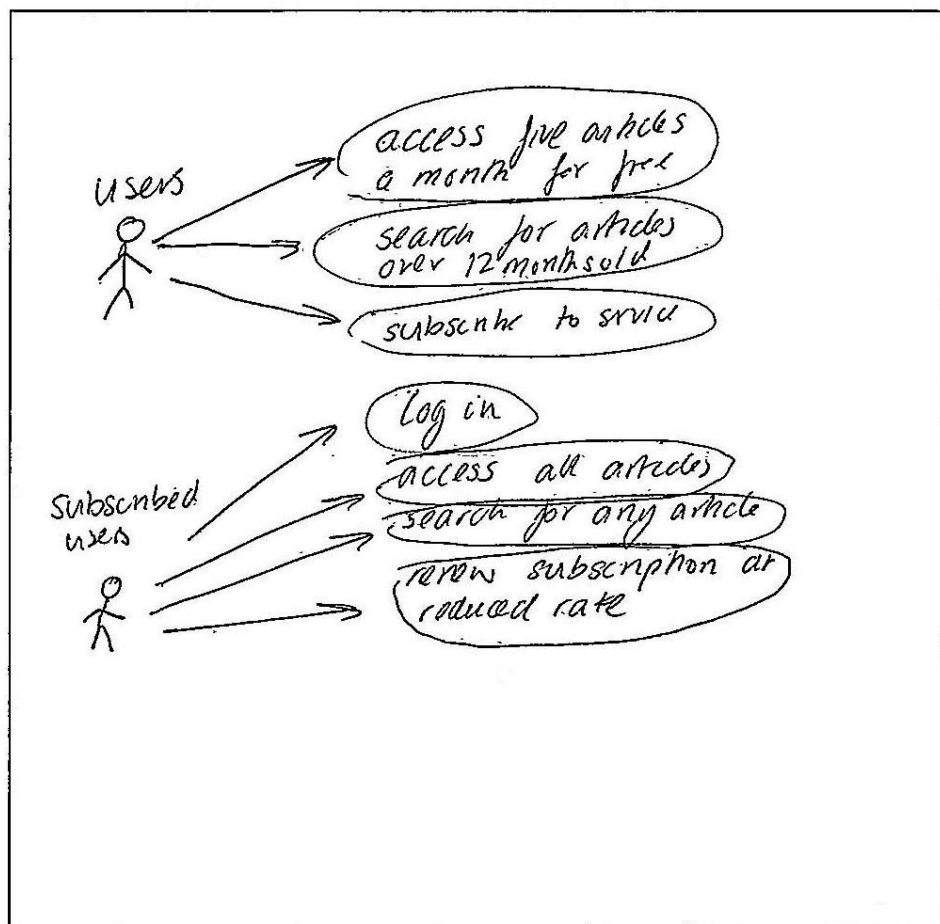 users
access five articles
a month for free
search for articles
over 12 months old
subscribe to service
log in
subscribed
users
access all articles
search for any article
renew subscription at
reduced rate